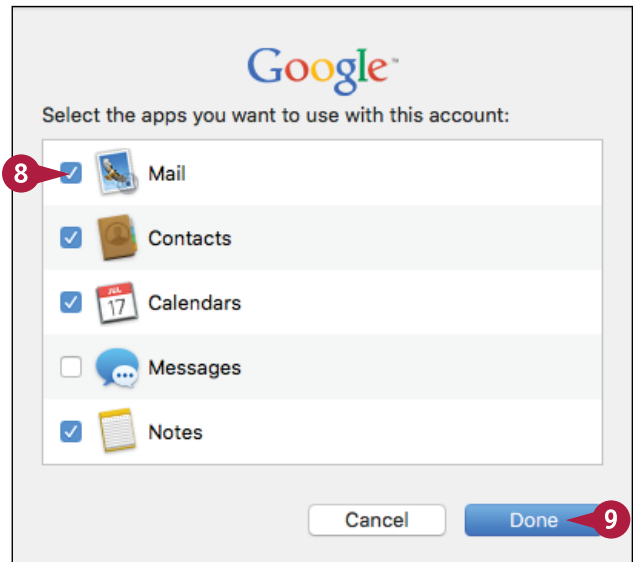 Google™
Select the apps you want to use with this account:
8
Mail
Contacts
JUL
17
Calendars
Messages
Notes
Cancel
Done
9